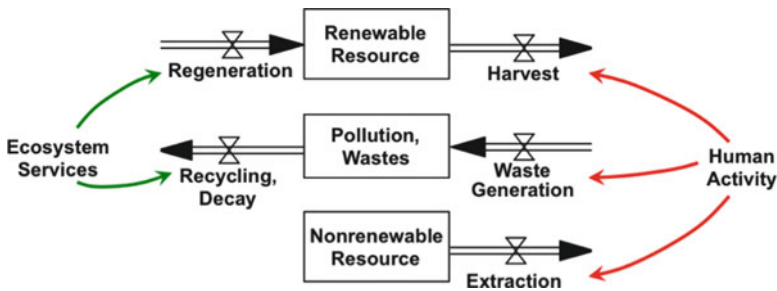 Renewable
Resource
Regeneration
Harvest
Ecosystem
Services
Pollution,
Wastes
Recycling,
Decay
Waste
Generation
Human
Activity
Nonrenewable
Resource
Extraction